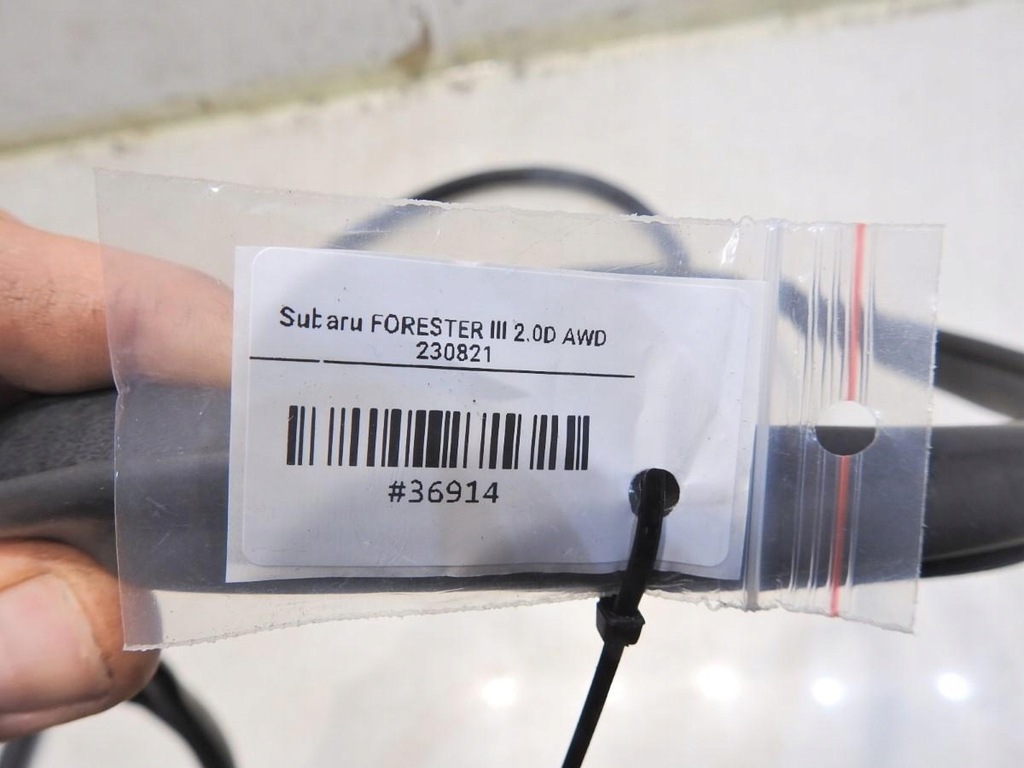 Subaru FORESTER III 2.0D AWD
230821
#36914